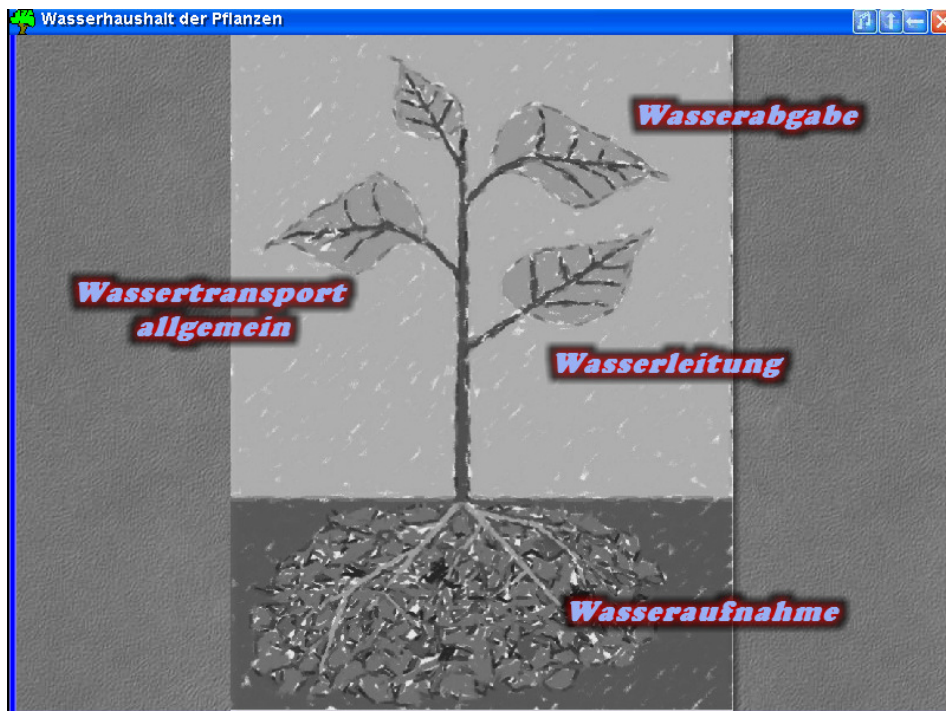 Wasserhaushalt der Pflanzen
Wasserabgabe
Wassertransport
allgemein
Wasserleitung
Wasseraufnahme